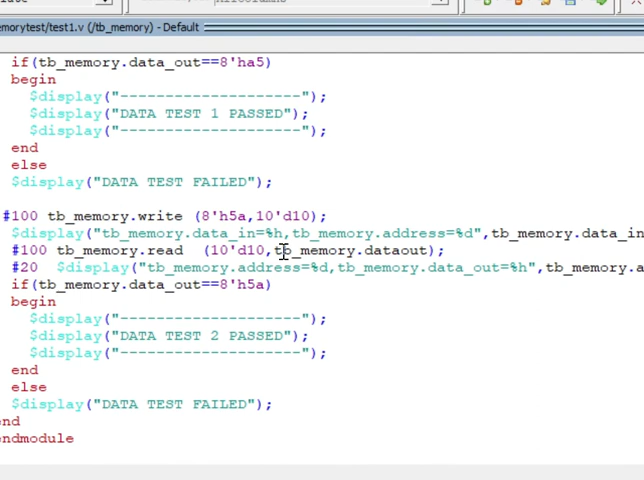 memorytest/test1.v (/tb_memory) - Default
if(tb_memory.data_out==8'ha5)
begin
$display("--------------------");
$display("DATA TEST 1 PASSED");
$display("--------------------");
end
else
$display("DATA TEST FAILED");
#100 tb_memory.write (8'h5a,10'd10);
$display("tb_memory.data_in=%h,tb_memory.address=%d",tb_memory.data_in
#100 tb_memory.read (10'd10,tb_memory.dataout);
#20 $display("tb_memory.address=%d,tb_memory.data_out=%h",tb_memory.a
if(tb_memory.data_out==8'h5a)
begin
$display("--------------------");
$display("DATA TEST 2 PASSED");
$display("--------------------");
end
else
$display("DATA TEST FAILED");
end
endmodule